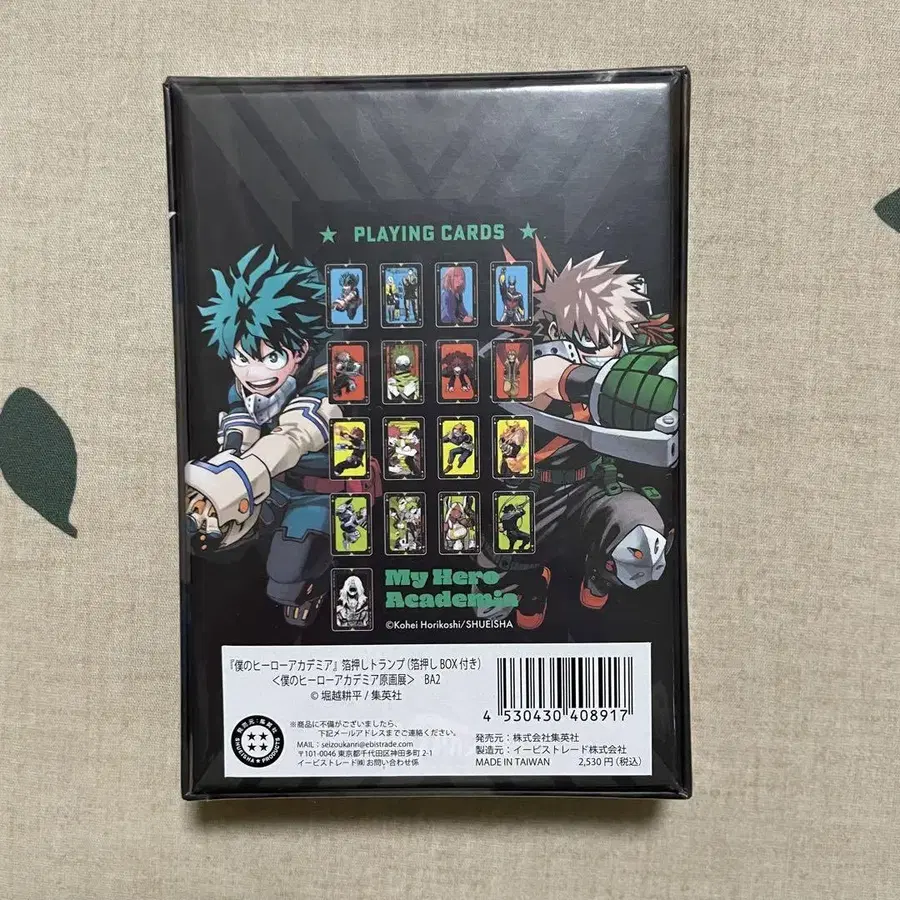 ★ PLAYING CARDS ★
My Hero
Academia
©Kohei Horikoshi/SHUEISHA
『僕のヒーローアカデミア』箔押しトランプ(箔押しBOX付き)
<僕のヒーローアカデミア原画展> BA2
© 堀越耕平 / 集英社
4 530430 408917
発売元:集英社
SHUEISHA PRODUCTS
※商品に不備がございましたら、
下記メールアドレスまでご連絡ください。
MAIL:seizoukanri@ebistrade.com
〒101-0046 東京都千代田区神田多町 2-1
イービストレード㈱ お問い合わせ係
発売元:株式会社集英社
製造元:イービストレード株式会社
MADE IN TAIWAN 2,530 円 (税込)